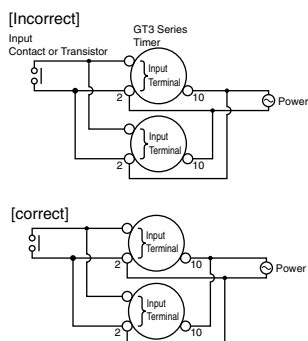 [Incorrect]
Input
Contact or Transistor
GT3 Series
Timer
Input
Terminal
2
10
Power
Input
Terminal
2
10
[correct]
Input
Terminal
2
10
Power
Input
Terminal
2
10